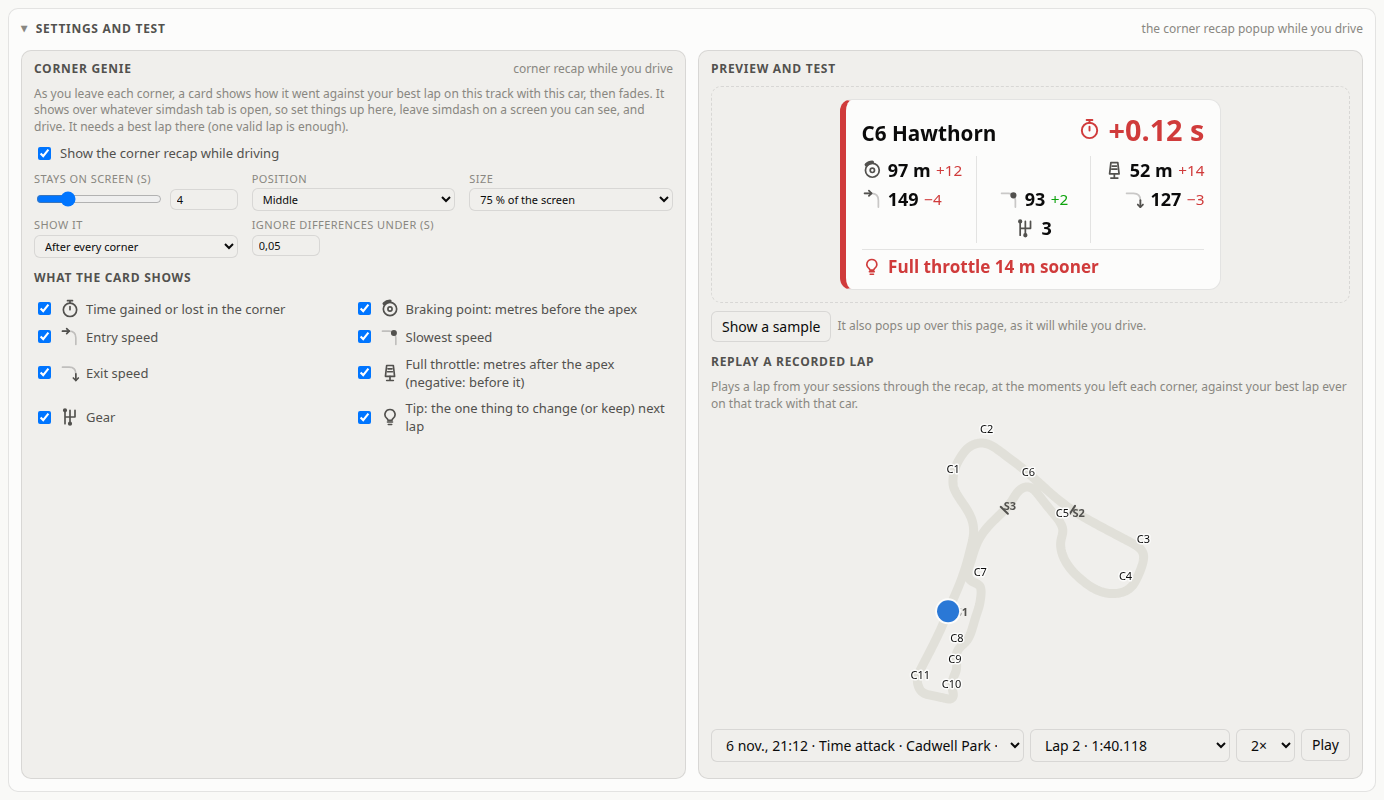 ▼ SETTINGS AND TEST
the corner recap popup while you drive
CORNER GENIE
corner recap while you drive
As you leave each corner, a card shows how it went against your best lap on this track with this car, then fades. It
shows over whatever simdash tab is open, so set things up here, leave simdash on a screen you can see, and
drive. It needs a best lap there (one valid lap is enough).
Show the corner recap while driving
STAYS ON SCREEN (S)
POSITION
SIZE
4
Middle
75 % of the screen
SHOW IT
IGNORE DIFFERENCES UNDER (S)
After every corner
0,05
WHAT THE CARD SHOWS
Time gained or lost in the corner
Braking point: metres before the apex
Entry speed
Slowest speed
Exit speed
Full throttle: metres after the apex
(negative: before it)
Gear
Tip: the one thing to change (or keep) next
lap
PREVIEW AND TEST
C6 Hawthorn
+0.12 s
97 m +12
52 m +14
149 −4
93 +2
127 −3
3
Full throttle 14 m sooner
Show a sample
It also pops up over this page, as it will while you drive.
REPLAY A RECORDED LAP
Plays a lap from your sessions through the recap, at the moments you left each corner, against your best lap ever
on that track with that car.
C2
C1
C6
S3
C5
S2
C3
C7
C4
1
C8
C9
C11
C10
6 nov., 21:12 · Time attack · Cadwell Park ·
Lap 2 · 1:40.118
2×
Play